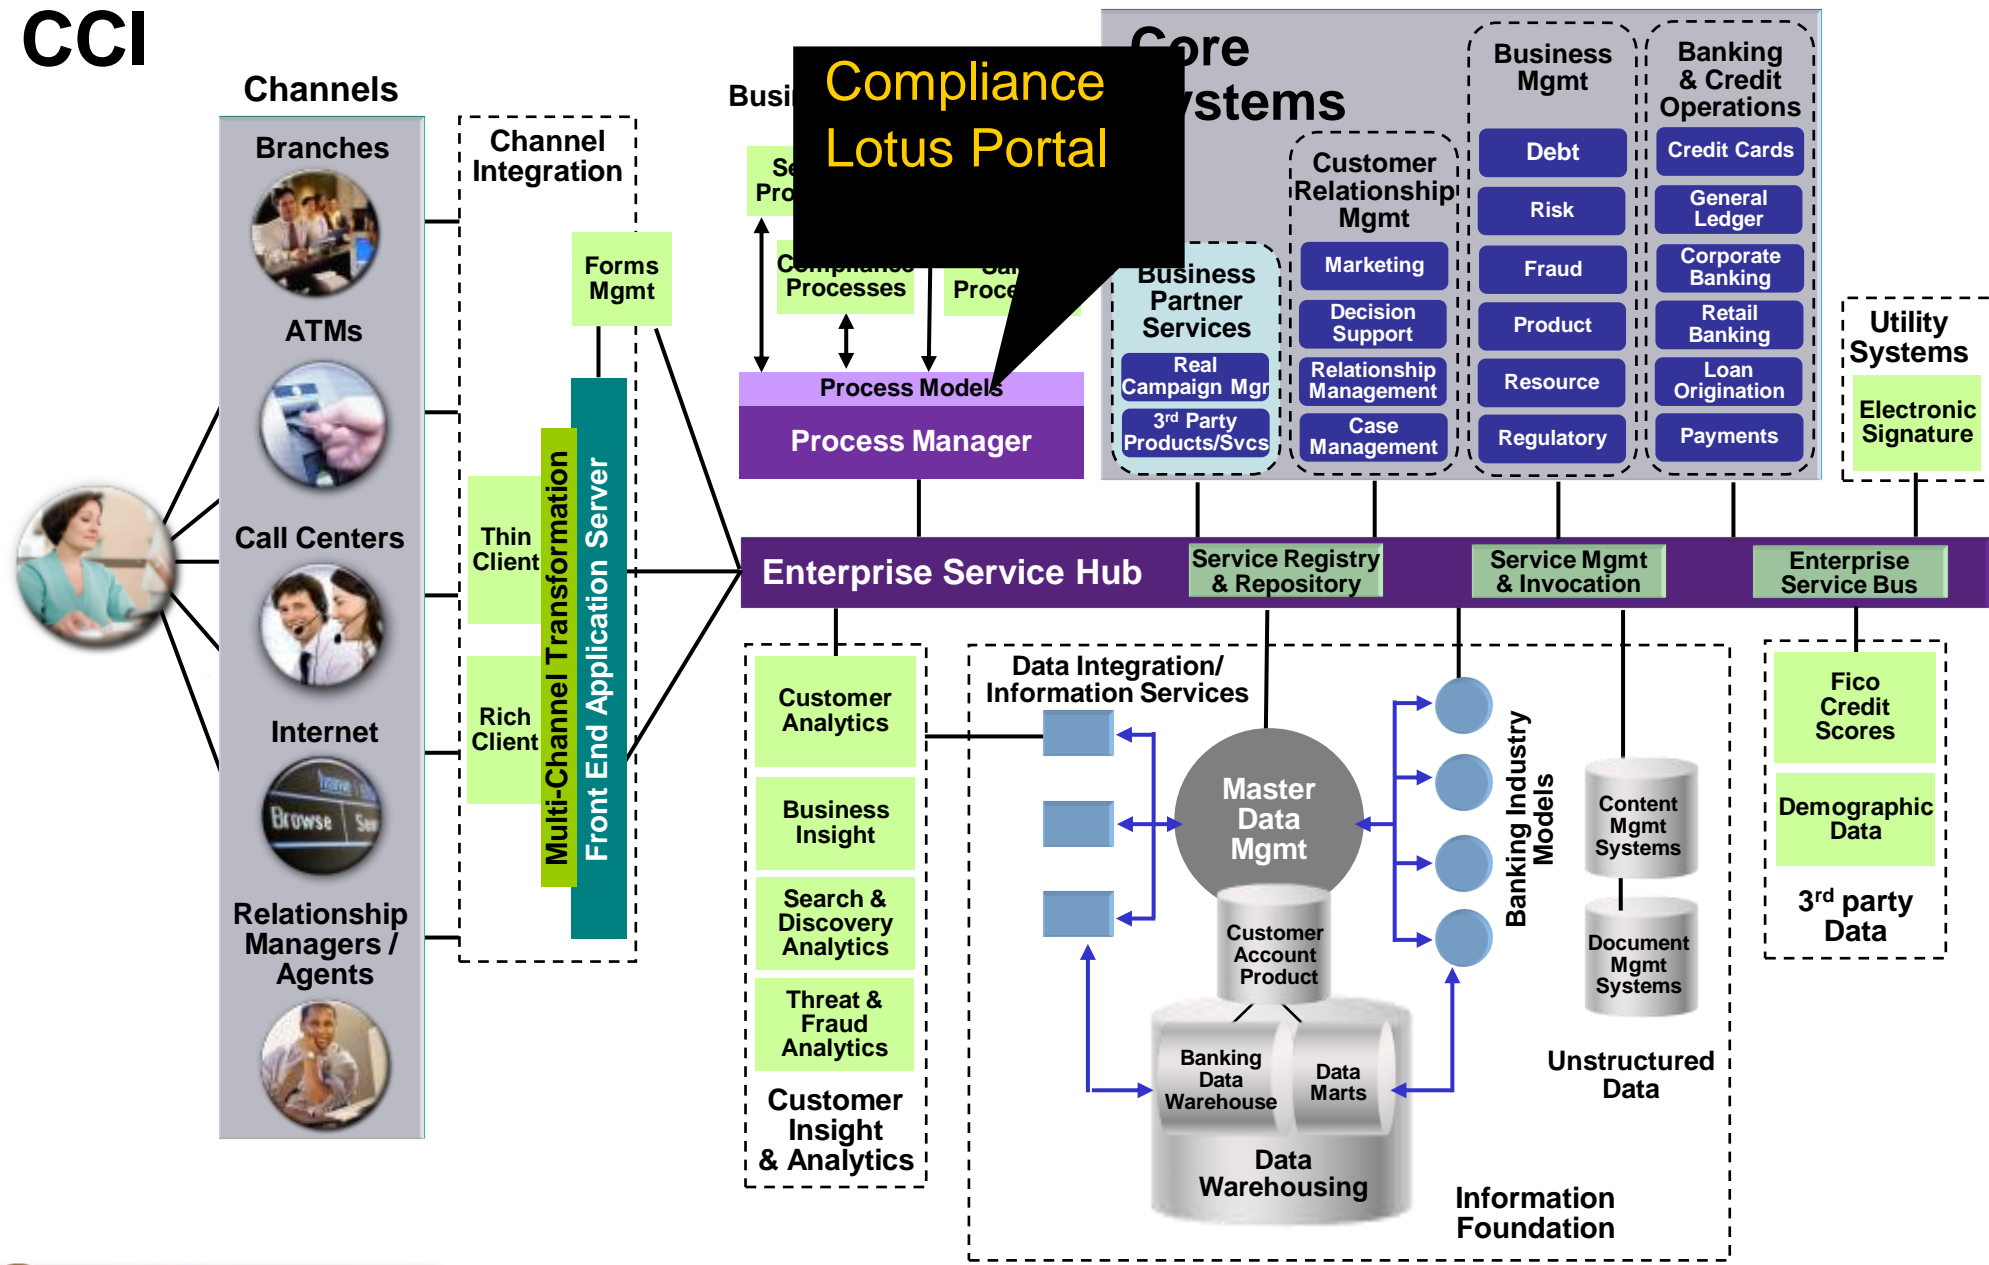 CCI
Channels
Branches
ATMs
Call Centers
Internet
Browse
Relationship
Managers /
Agents
Channel
Integration
Forms
Mgmt
Thin
Client
Rich
Client
Multi-Channel Transformation
Front End Application Server
Compliance
Lotus Portal
Processes
Process Models
Process Manager
Core
Systems
Business
Partner
Services
Real
Campaign Mgr
3rd Party
Products/Svcs
Customer
Relationship
Mgmt
Marketing
Decision
Support
Relationship
Management
Case
Management
Business
Mgmt
Debt
Risk
Fraud
Product
Resource
Regulatory
Banking
& Credit
Operations
Credit Cards
General
Ledger
Corporate
Banking
Retail
Banking
Loan
Origination
Payments
Utility
Systems
Electronic
Signature
Enterprise Service Hub
Service Registry
& Repository
Service Mgmt
& Invocation
Enterprise
Service Bus
Customer
Analytics
Business
Insight
Search &
Discovery
Analytics
Threat &
Fraud
Analytics
Customer
Insight
& Analytics
Data Integration/
Information Services
Master
Data
Mgmt
Customer
Account
Product
Banking
Data
Warehouse
Data
Marts
Data
Warehousing
Banking Industry
Models
Content
Mgmt
Systems
Document
Mgmt
Systems
Unstructured
Data
Information
Foundation
Fico
Credit
Scores
Demographic
Data
3rd party
Data